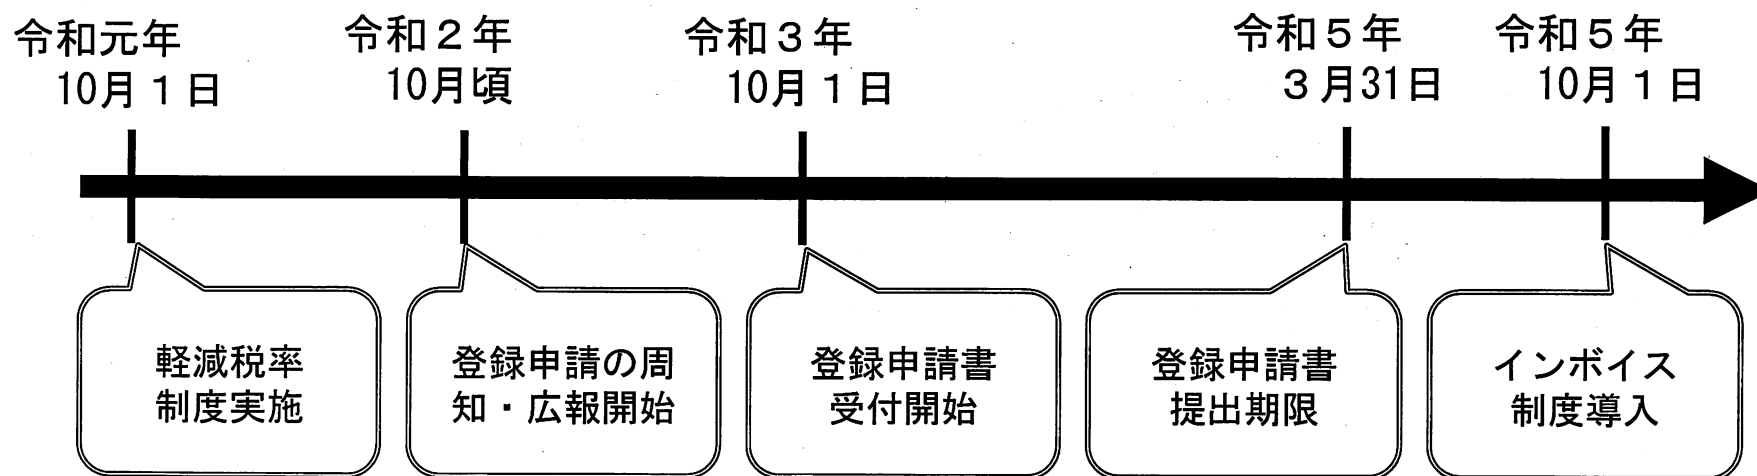 令和元年
10月１日
令和２年
10月頃
令和３年
10月１日
令和５年
３月31日
令和５年
10月１日
軽減税率
制度実施
登録申請の周
知・広報開始
登録申請書
受付開始
登録申請書
提出期限
インボイス
制度導入